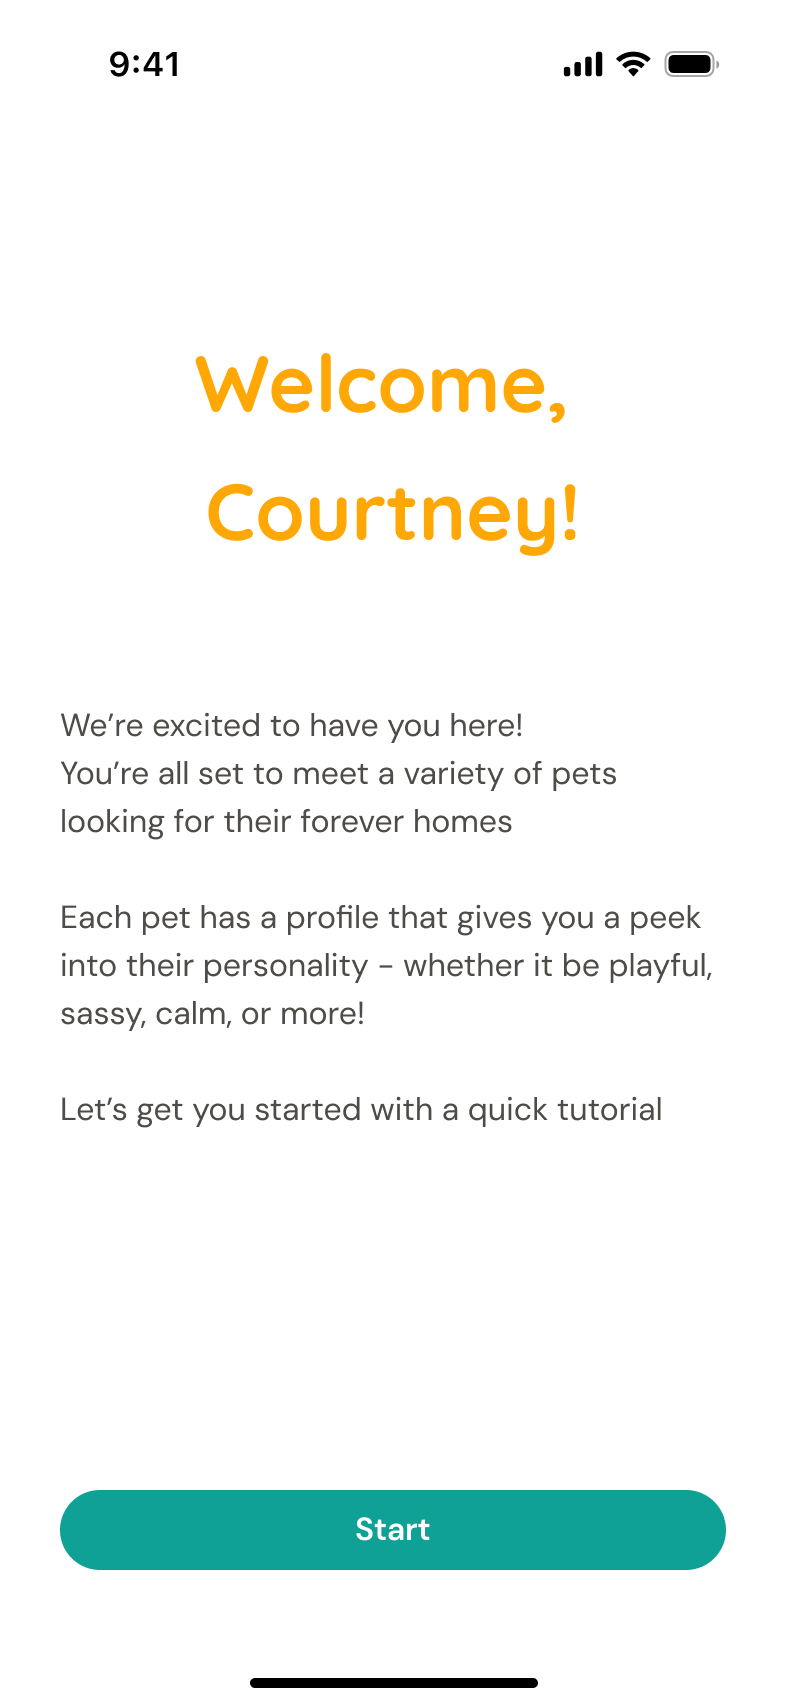 9:41
Welcome,
Courtney!
We’re excited to have you here!
You’re all set to meet a variety of pets
looking for their forever homes
Each pet has a profile that gives you a peek
into their personality - whether it be playful,
sassy, calm, or more!
Let’s get you started with a quick tutorial
Start